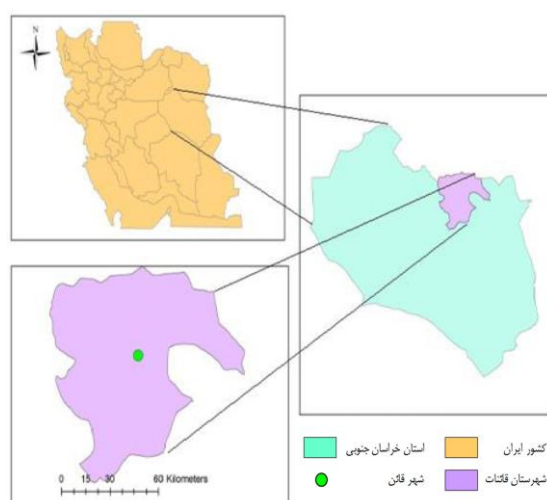 N
0 15 30 60 Kilometers
کشور ایران
استان خراسان جنوبی
شهرستان قائنات
شهر قائن